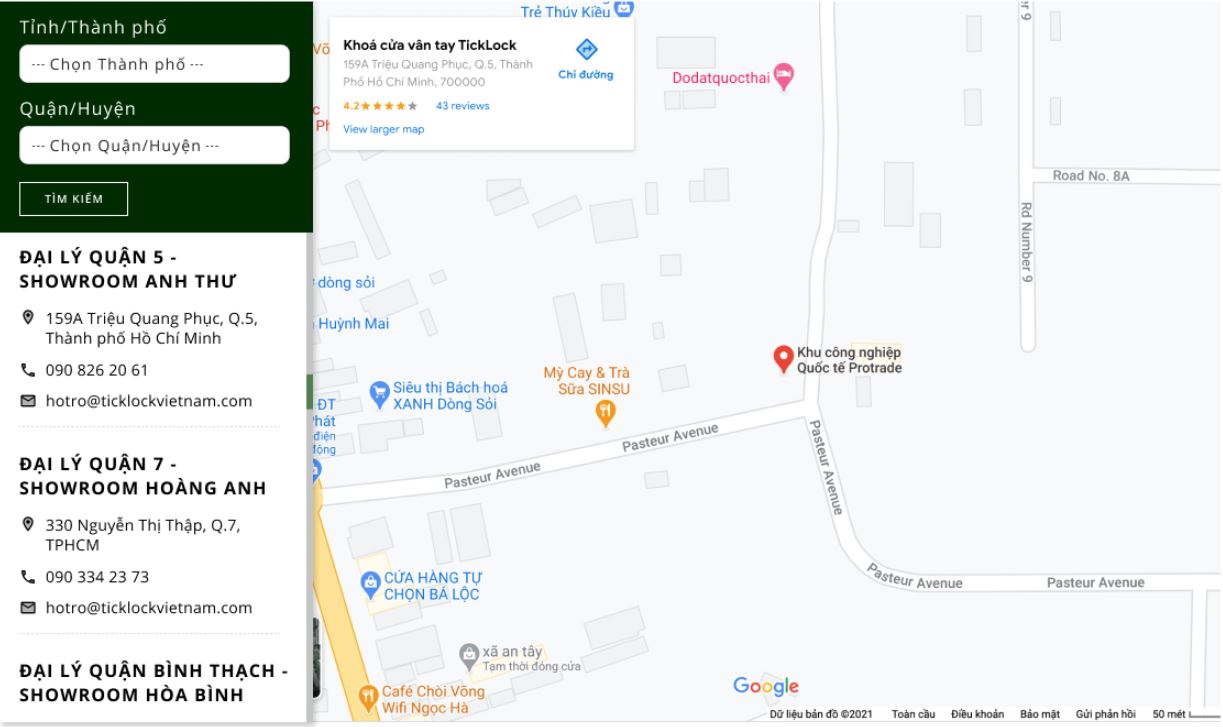 Tỉnh/Thành phố
--- Chọn Thành phố ---
Quận/Huyện
--- Chọn Quận/Huyện ---
TÌM KIẾM
ĐẠI LÝ QUẬN 5 -
SHOWROOM ANH THƯ
159A Triệu Quang Phục, Q.5,
Thành phố Hồ Chí Minh
090 826 20 61
hotro@ticklockvietnam.com
ĐẠI LÝ QUẬN 7 -
SHOWROOM HOÀNG ANH
330 Nguyễn Thị Thập, Q.7,
TPHCM
090 334 23 73
hotro@ticklockvietnam.com
ĐẠI LÝ QUẬN BÌNH THẠCH -
SHOWROOM HÒA BÌNH
Trẻ Thúy Kiều
Khoá cửa vân tay TickLock
159A Triệu Quang Phục, Q.5, Thành
Phố Hồ Chí Minh, 700000
4.2
43 reviews
View larger map
Chỉ đường
Võ
Dodatquocthai
Road No. 8A
Rd Number 9
dòng sỏi
Huỳnh Mai
Khu công nghiệp
Quốc tế Protrade
Mỳ Cay & Trà
Sữa SINSU
Siêu thị Bách hoá
XANH Dòng Sỏi
ĐT
Phát
điện
Pasteur Avenue
Pasteur Avenue
Pasteur Avenue
Pasteur Avenue
Pasteur Avenue
CỬA HÀNG TỰ
CHỌN BÁ LỘC
xã an tây
Tạm thời đóng cửa
Café Chòi Võng
Wifi Ngọc Hà
Google
Dữ liệu bản đồ ©2021 Toàn cầu Điều khoản Bảo mật Gửi phản hồi 50 mét